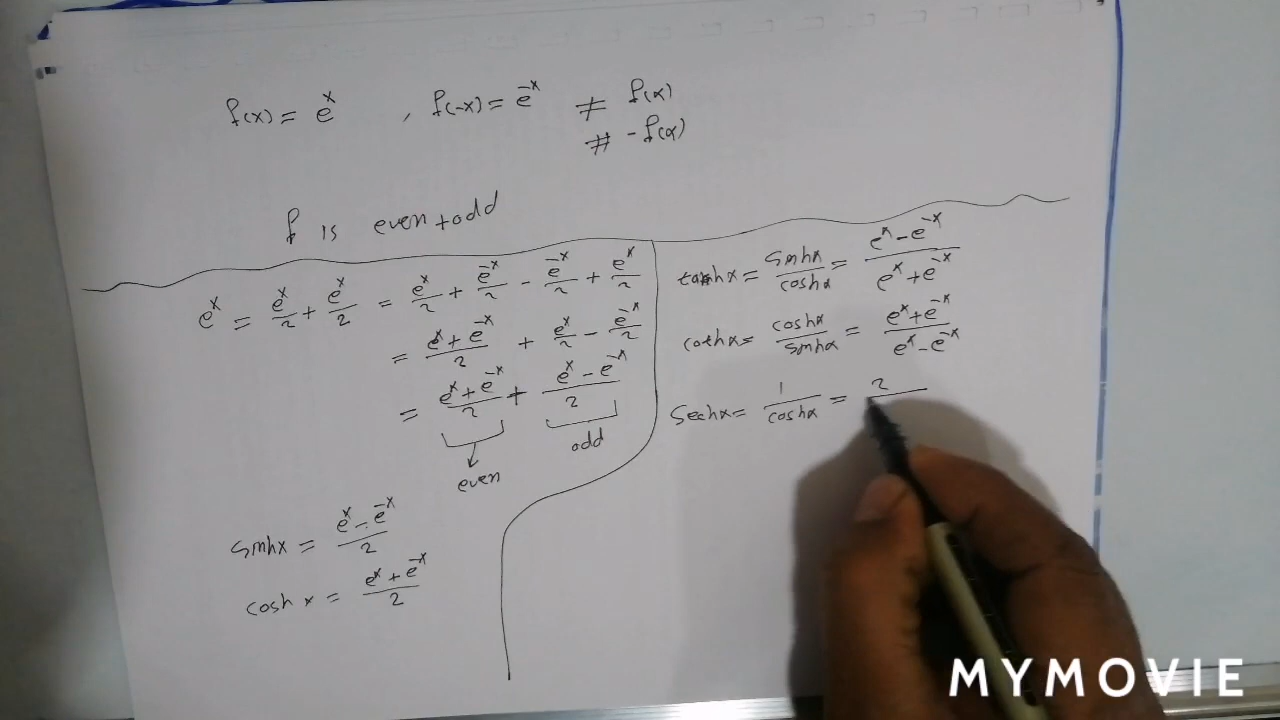 f(x) = e^x , f(-x) = e^-x ≠ f(x)
≠ -f(x)
f is even + odd
e^x = e^x/2 + e^x/2 = e^x/2 + e^-x/2 - e^-x/2 + e^x/2
= e^x + e^-x/2 + e^x/2 - e^-x/2
= e^x + e^-x/2 + e^x - e^-x/2
even
odd
sinhx = e^x - e^-x/2
cosh x = e^x + e^-x/2
tanhx = sinhx/coshx = e^x - e^-x/e^x + e^-x
cothx = coshx/sinhx = e^x + e^-x/e^x - e^-x
Sechx = 1/coshx = 2/
MYMOVIE